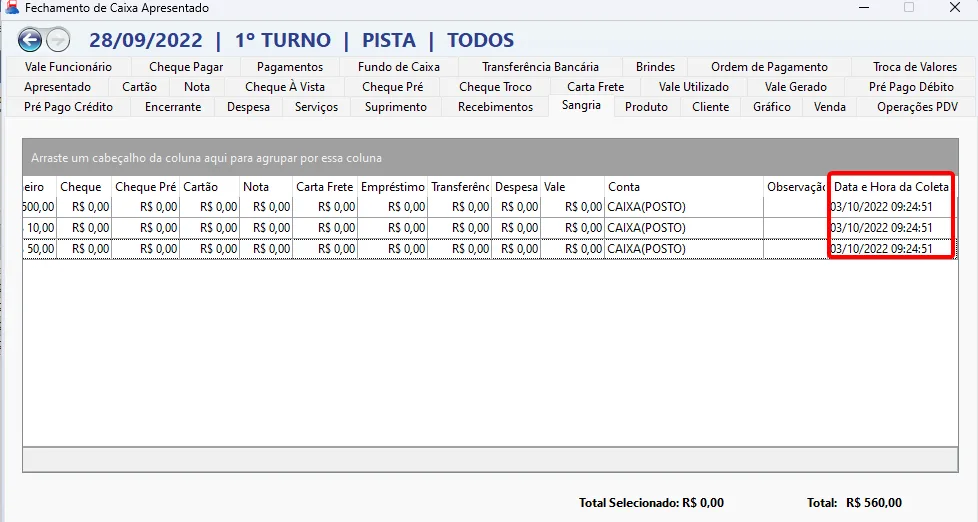 Fechamento de Caixa Apresentado
28/09/2022 | 1º TURNO | PISTA | TODOS
Vale Funcionário Cheque Pagar Pagamentos Fundo de Caixa Transferência Bancária Brindes Ordem de Pagamento Troca de Valores
Apresentado Cartão Nota Cheque À Vista Cheque Pré Cheque Troco Carta Frete Vale Utilizado Vale Gerado Pré Pago Débito
Pré Pago Crédito Encerrante Despesa Serviços Suprimento Recebimentos Sangria Produto Cliente Gráfico Venda Operações PDV
Arraste um cabeçalho da coluna aqui para agrupar por essa coluna
eiro Cheque Cheque Pré Cartão Nota Carta Frete Empréstimo Transferênc Despesa Vale Conta Observação Data e Hora da Coleta
500,00 R$ 0,00 R$ 0,00 R$ 0,00 R$ 0,00 R$ 0,00 R$ 0,00 R$ 0,00 R$ 0,00 R$ 0,00 CAIXA(POSTO) 03/10/2022 09:24:51
10,00 R$ 0,00 R$ 0,00 R$ 0,00 R$ 0,00 R$ 0,00 R$ 0,00 R$ 0,00 R$ 0,00 R$ 0,00 CAIXA(POSTO) 03/10/2022 09:24:51
50,00 R$ 0,00 R$ 0,00 R$ 0,00 R$ 0,00 R$ 0,00 R$ 0,00 R$ 0,00 R$ 0,00 R$ 0,00 CAIXA(POSTO) 03/10/2022 09:24:51
Total Selecionado: R$ 0,00 Total: R$ 560,00